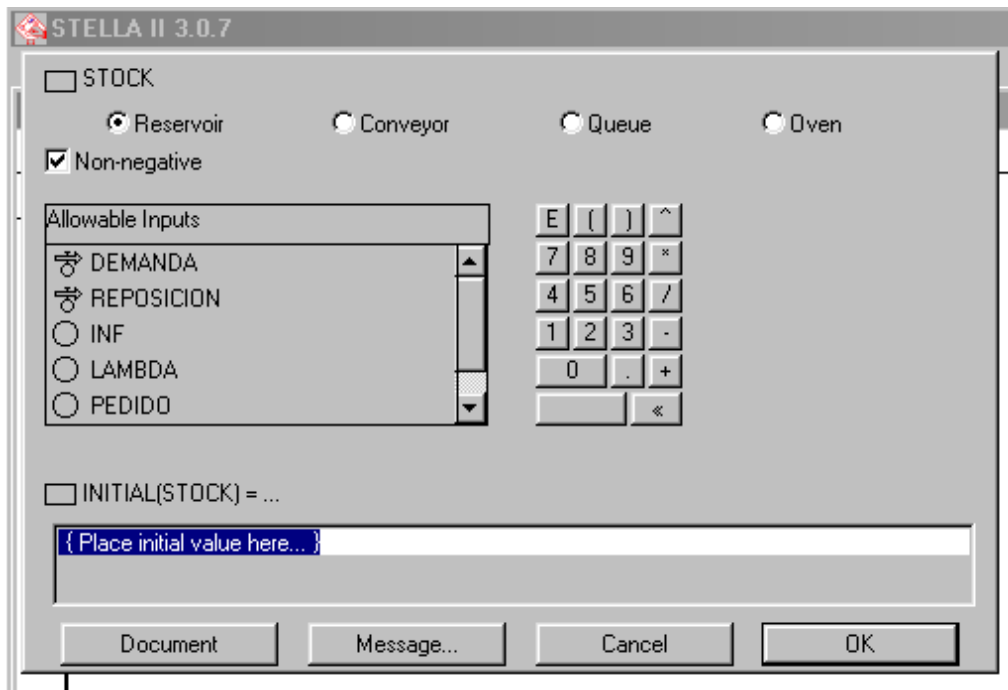 STELLA II 3.0.7
STOCK
Reservoir Conveyor Queue Oven
Non-negative
Allowable Inputs
DEMANDA
REPOSICION
INF
LAMBDA
PEDIDO
E ( ) ^
7 8 9 *
4 5 6 /
1 2 3 -
0 . +
«
INITIAL(STOCK) = ...
{ Place initial value here... }
Document Message... Cancel OK